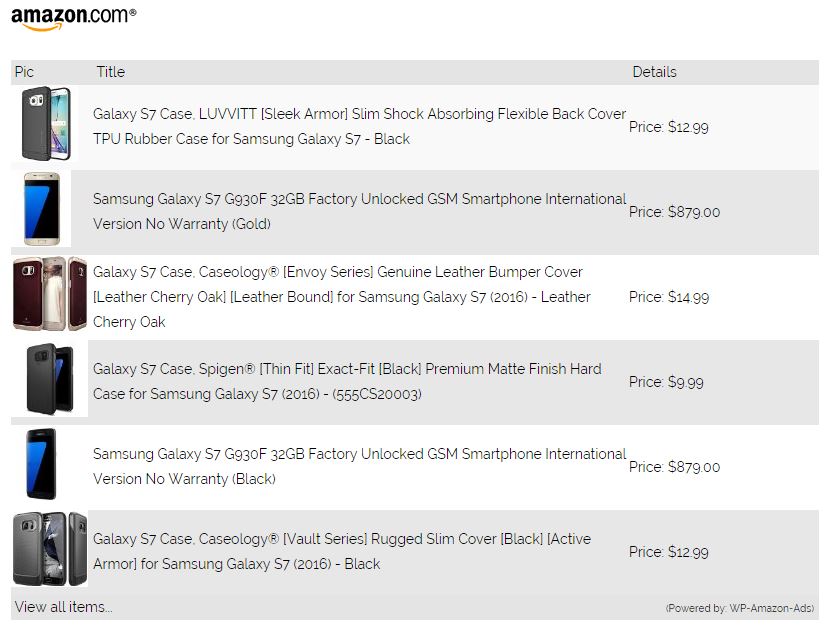 amazon.com®
Pic Title Details
Galaxy S7 Case, LUVVITT [Sleek Armor] Slim Shock Absorbing Flexible Back Cover
TPU Rubber Case for Samsung Galaxy S7 - Black
Price: $12.99
Samsung Galaxy S7 G930F 32GB Factory Unlocked GSM Smartphone International
Version No Warranty (Gold)
Price: $879.00
Galaxy S7 Case, Caseology® [Envoy Series] Genuine Leather Bumper Cover
[Leather Cherry Oak] [Leather Bound] for Samsung Galaxy S7 (2016) - Leather
Cherry Oak
Price: $14.99
Galaxy S7 Case, Spigen® [Thin Fit] Exact-Fit [Black] Premium Matte Finish Hard
Case for Samsung Galaxy S7 (2016) - (555CS20003)
Price: $9.99
Samsung Galaxy S7 G930F 32GB Factory Unlocked GSM Smartphone International
Version No Warranty (Black)
Price: $879.00
Galaxy S7 Case, Caseology® [Vault Series] Rugged Slim Cover [Black] [Active
Armor] for Samsung Galaxy S7 (2016) - Black
Price: $12.99
View all items... (Powered by: WP-Amazon-Ads)